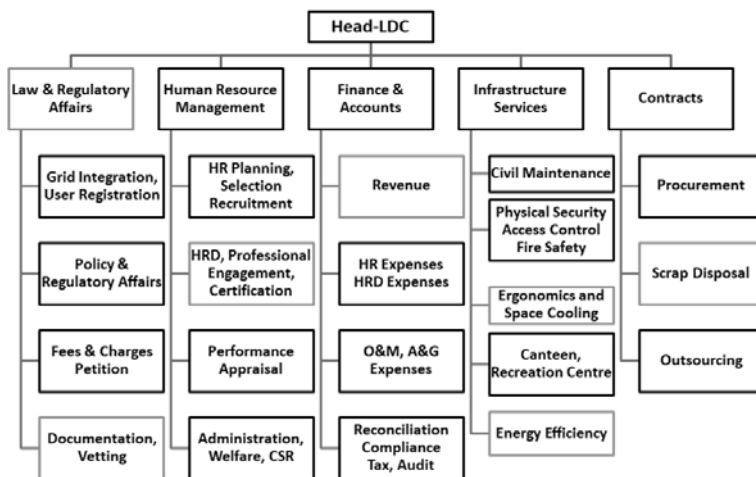 Head-LDC
Law & Regulatory
Affairs
Human Resource
Management
Finance &
Accounts
Infrastructure
Services
Contracts
Grid Integration,
User Registration
Policy &
Regulatory Affairs
Fees & Charges
Petition
Documentation,
Vetting
HR Planning,
Selection
Recruitment
HRD, Professional
Engagement,
Certification
Performance
Appraisal
Administration,
Welfare, CSR
Revenue
HR Expenses
HRD Expenses
O&M, A&G
Expenses
Reconciliation
Compliance
Tax, Audit
Civil Maintenance
Physical Security
Access Control
Fire Safety
Ergonomics and
Space Cooling
Canteen,
Recreation Centre
Energy Efficiency
Procurement
Scrap Disposal
Outsourcing